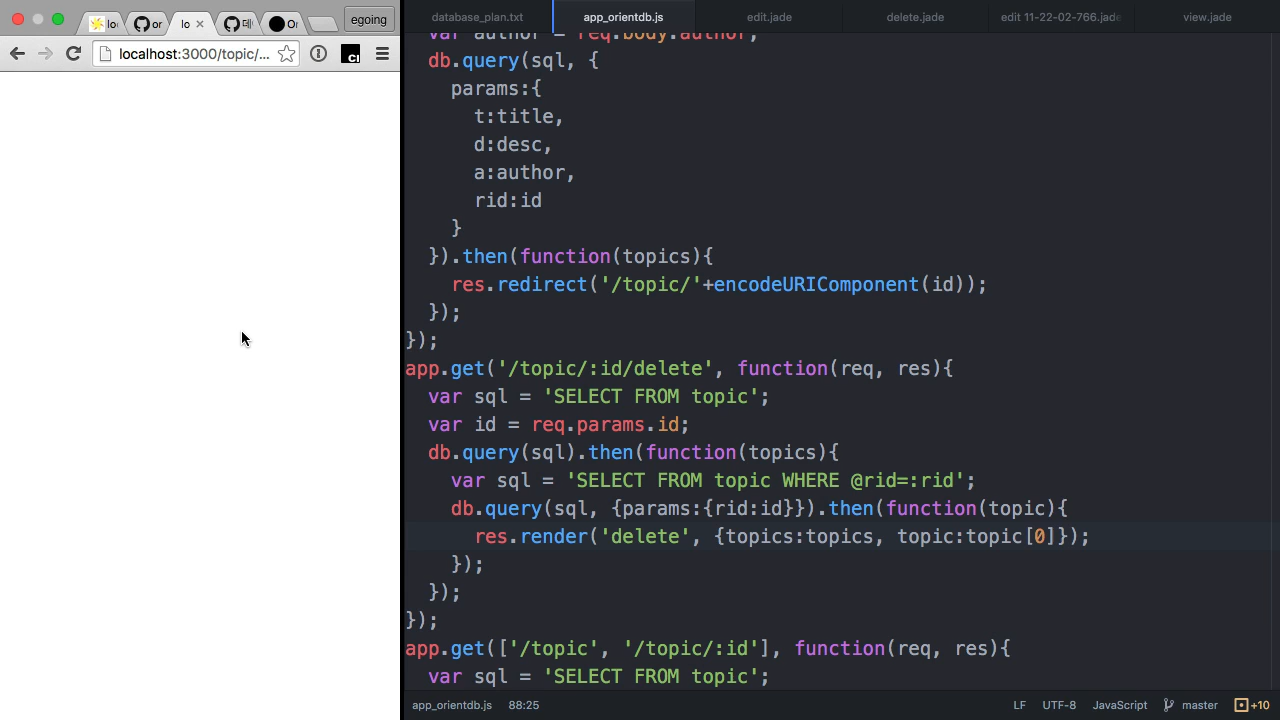 lo
or
lo
데
Or
egoing
localhost:3000/topic/...
database_plan.txt
app_orientdb.js
edit.jade
delete.jade
edit 11-22-02-766.jade
view.jade
var author = req.body.author;
db.query(sql, {
params:{
t:title,
d:desc,
a:author,
rid:id
}
}).then(function(topics){
res.redirect('/topic/'+encodeURIComponent(id));
});
});
app.get('/topic/:id/delete', function(req, res){
var sql = 'SELECT FROM topic';
var id = req.params.id;
db.query(sql).then(function(topics){
var sql = 'SELECT FROM topic WHERE @rid=:rid';
db.query(sql, {params:{rid:id}}).then(function(topic){
res.render('delete', {topics:topics, topic:topic[0]});
});
});
});
app.get(['/topic', '/topic/:id'], function(req, res){
var sql = 'SELECT FROM topic';
app_orientdb.js 88:25 LF UTF-8 JavaScript master +10